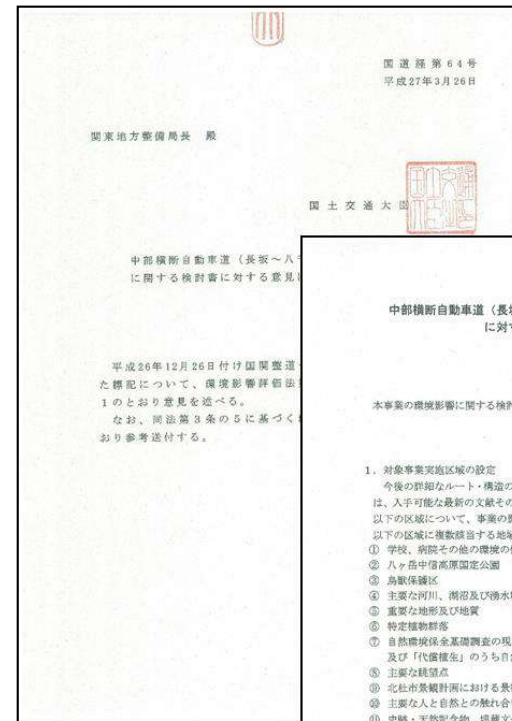 国道経第64号
平成27年3月26日
関東地方整備局長 殿
国土交通大臣
中部横断自動車道（長坂～八
に関する検討書に対する意見
平成26年12月26日付け国関整道
た標記について、環境影響評価法
1のとおり意見を述べる。
なお、同法第3条の5に基づく
おり参考送付する。
中部横断自動車道（長
に対
本事業の環境影響に関する検
1．対象事業実施区域の設定
今後の詳細なルート・構造の
は、入手可能な最新の文献その
以下の区域について、事業の
以下の区域に複数該当する地
① 学校、病院その他の環境の
② 八ヶ岳中信高原国定公園
③ 鳥獣保護区
④ 主要な河川、湖沼及び湧水
⑤ 重要な地形及び地質
⑥ 特定植物群落
⑦ 自然環境保全基礎調査の現
及び「代償植生」のうち自
⑧ 主要な眺望点
⑨ 北杜市景観計画における景
⑩ 主要な人と自然との触れ合
⑪ 史跡・天然記念物、埋蔵文